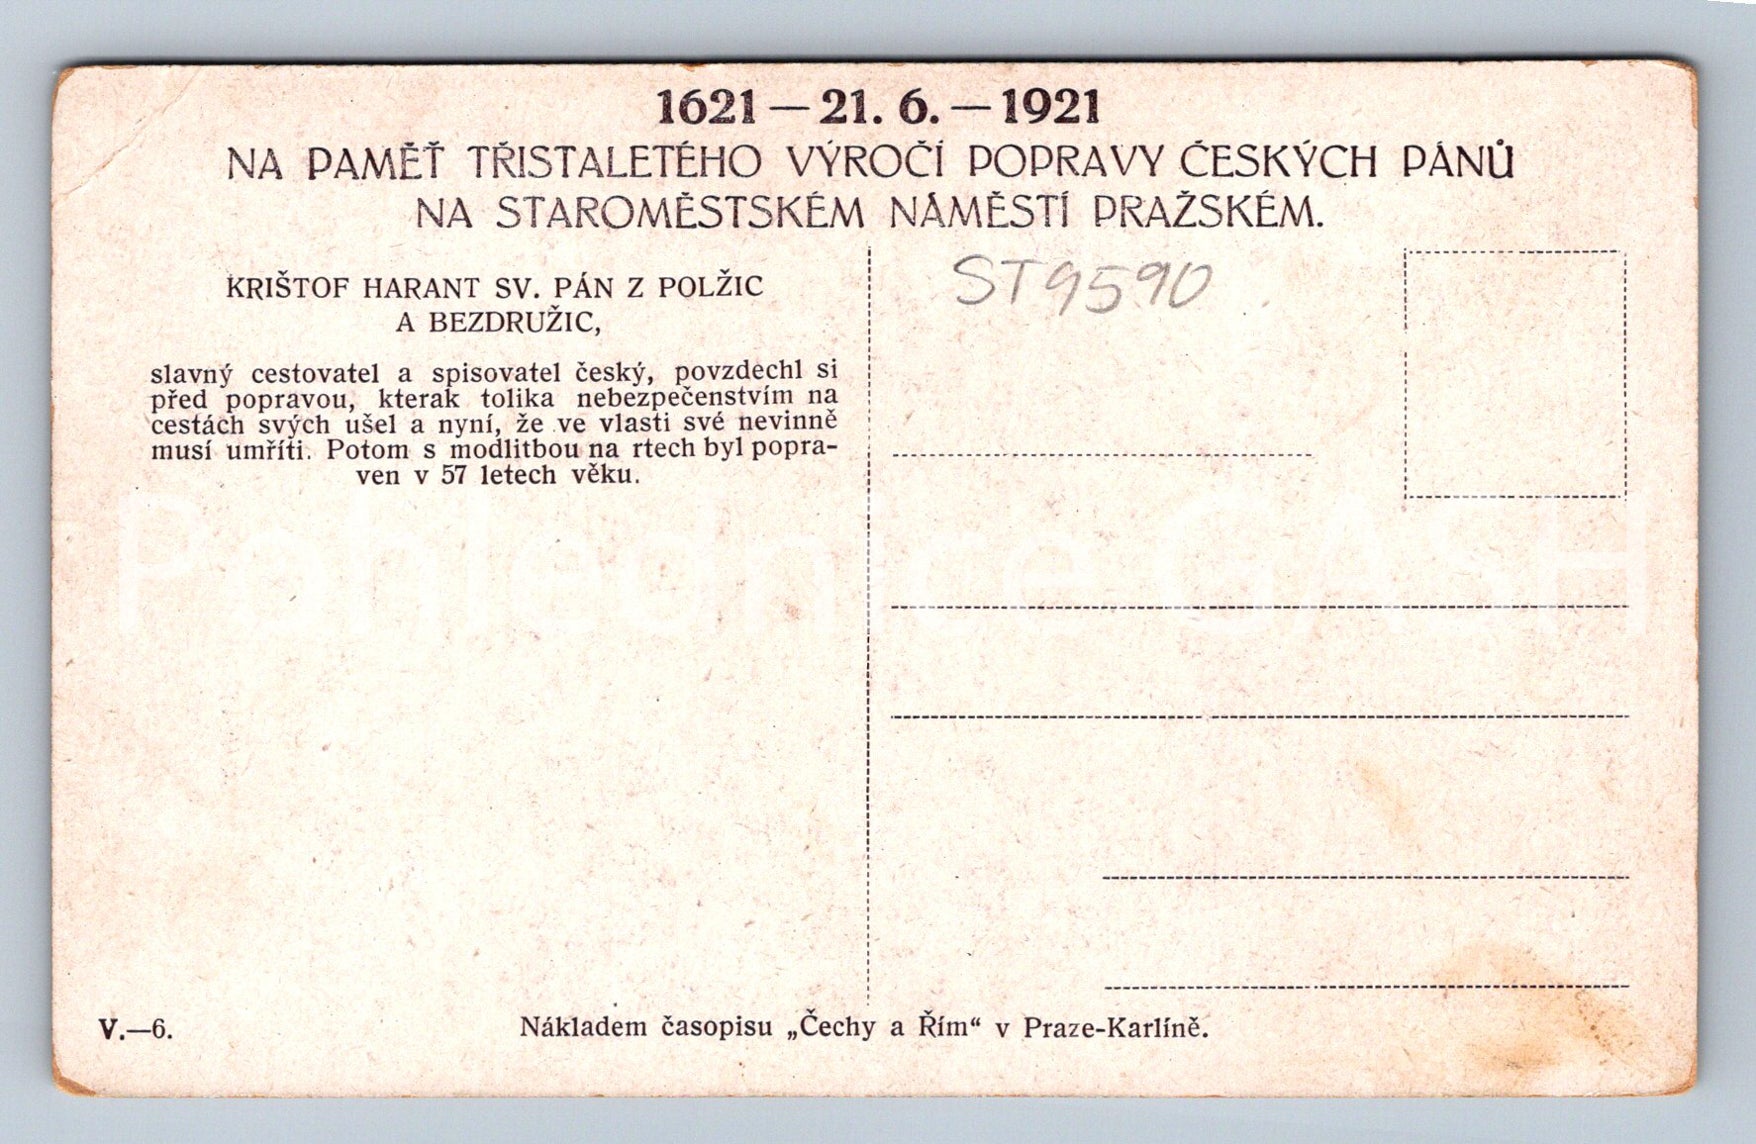 1621 — 21. 6. — 1921
NA PAMĚŤ TŘISTALETÉHO VÝROČÍ POPRAVY ČESKÝCH PÁNŮ
NA STAROMĚSTSKÉM NÁMĚSTÍ PRAŽSKÉM.
KRIŠTOF HARANT SV. PÁN Z POLŽIC
A BEZDRUŽIC,
slavný cestovatel a spisovatel český, povzdechl si
před popravou, kterak tolika nebezpečenstvím na
cestách svých ušel a nyní, že ve vlasti své nevinně
musí umříti. Potom s modlitbou na rtech byl popra-
ven v 57 letech věku.
ST9590
Pohlednice GASH
V.—6.
Nákladem časopisu „Čechy a Řím“ v Praze-Karlíně.